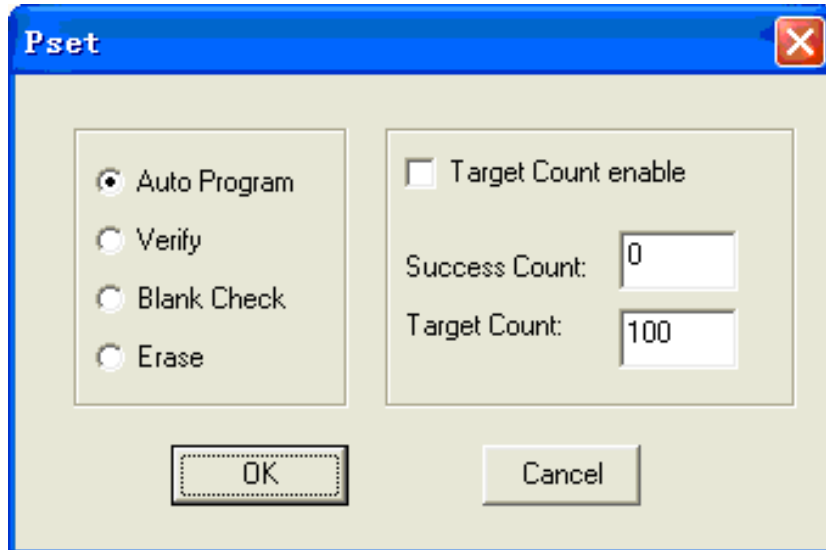 Pset
Auto Program
Verify
Blank Check
Erase
Target Count enable
Success Count: 0
Target Count: 100
OK
Cancel